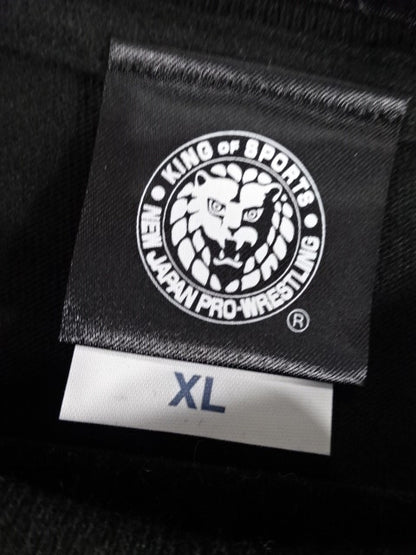 • KING OF SPORTS •
NEW JAPAN PRO-WRESTLING
®
XL